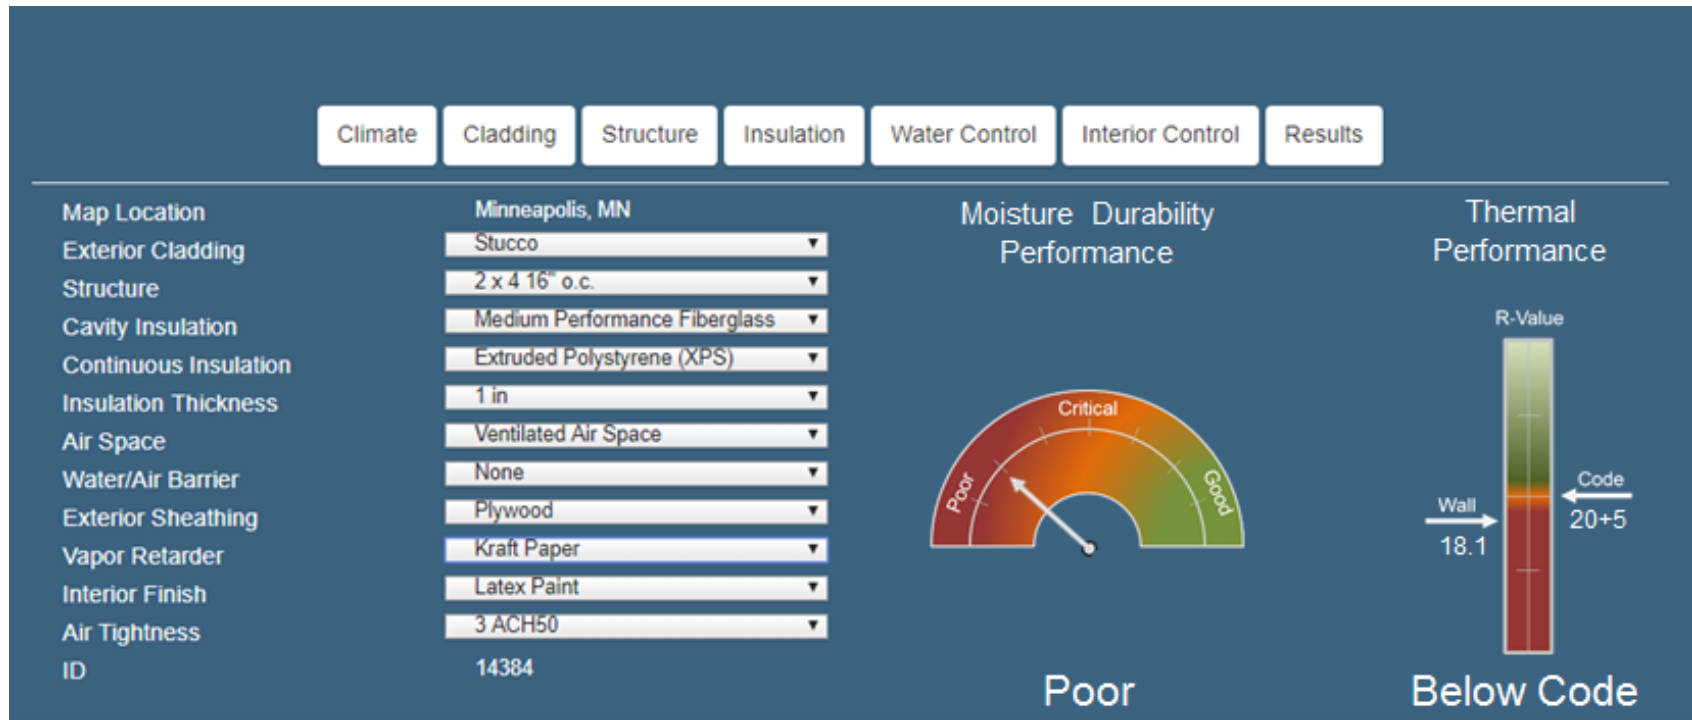 Climate
Cladding
Structure
Insulation
Water Control
Interior Control
Results
Map Location Minneapolis, MN
Exterior Cladding Stucco
Structure 2 x 4 16" o.c.
Cavity Insulation Medium Performance Fiberglass
Continuous Insulation Extruded Polystyrene (XPS)
Insulation Thickness 1 in
Air Space Ventilated Air Space
Water/Air Barrier None
Exterior Sheathing Plywood
Vapor Retarder Kraft Paper
Interior Finish Latex Paint
Air Tightness 3 ACH50
ID 14384
Moisture Durability
Performance
Poor
Critical
Good
Poor
Thermal
Performance
R-Value
Wall
18.1
Code
20+5
Below Code